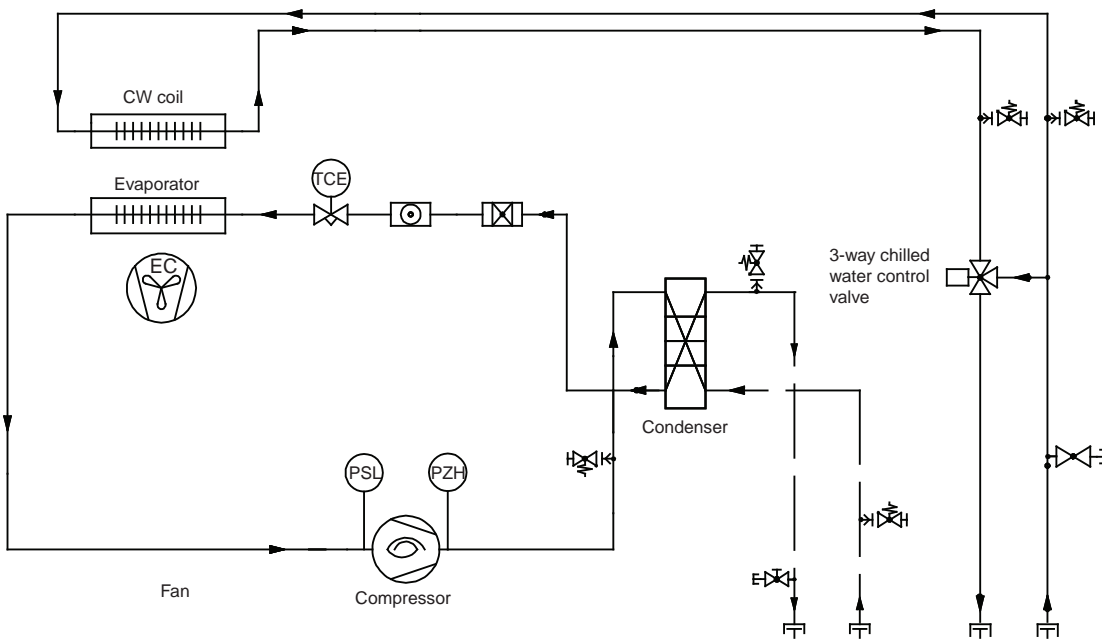 CW coil
Evaporator
TCE
EC
3-way chilled
water control
valve
Condenser
PSL
PZH
Fan
Compressor